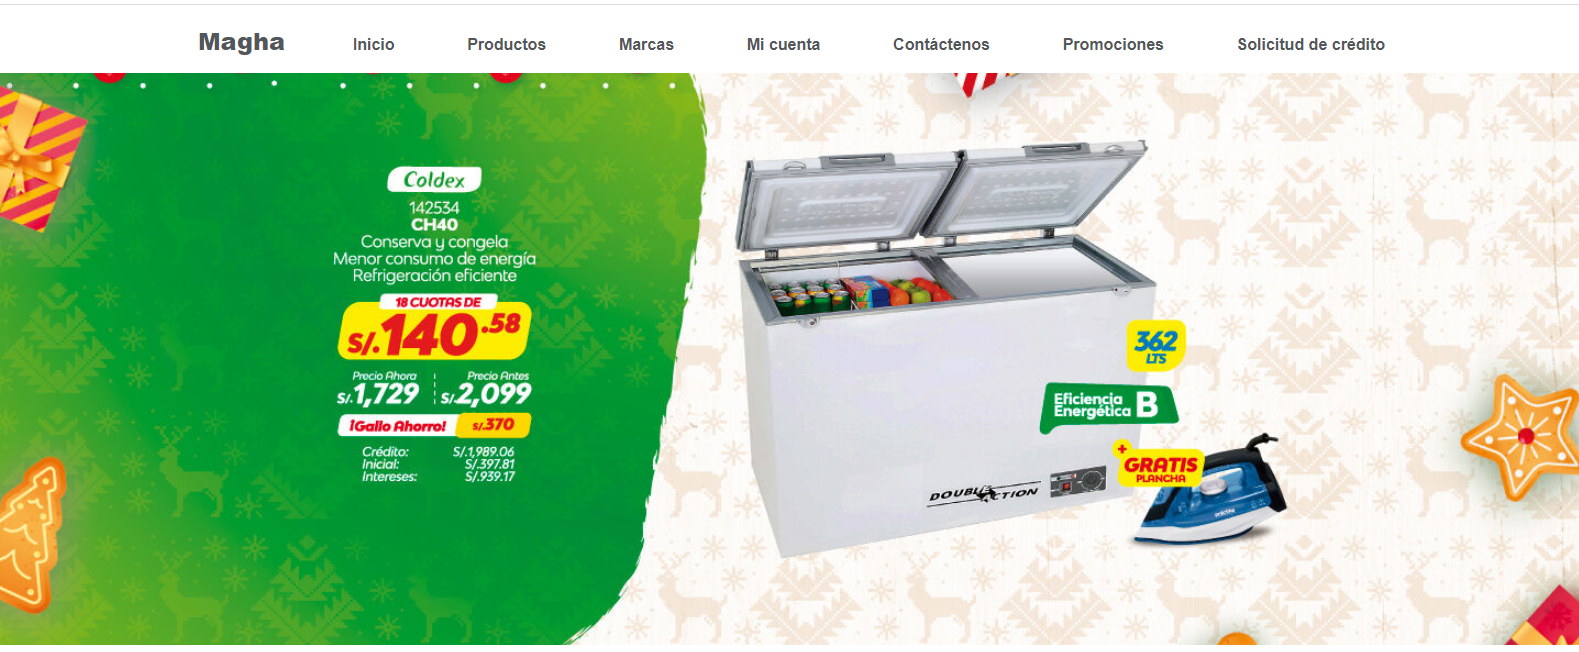 Magha Inicio Productos Marcas Mi cuenta Contáctenos Promociones Solicitud de crédito
Coldex
142534
CH40
Conserva y congela
Menor consumo de energía
Refrigeración eficiente
18 CUOTAS DE
S/.140.58
Precio Ahora Precio Antes
S/.1,729 S/.2,099
¡Gallo Ahorro! S/.370
Crédito: S/.1,989.06
Inicial: S/.397.81
Intereses: S/.939.17
362
LTS
Eficiencia
Energética B
+
GRATIS
PLANCHA
DOUBLE ACTION